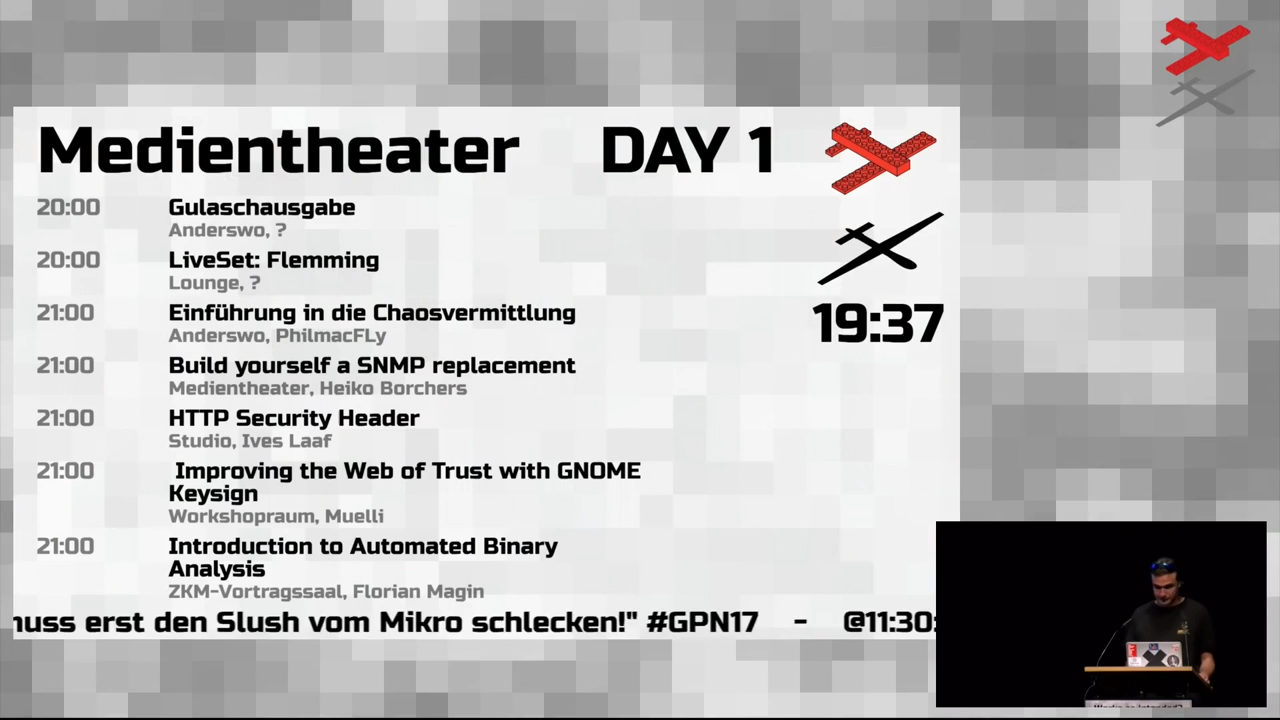 Medientheater DAY 1
20:00 Gulaschausgabe
Anderswo, ?
20:00 LiveSet: Flemming
Lounge, ?
21:00 Einführung in die Chaosvermittlung
Anderswo, PhilmacFLy
19:37
21:00 Build yourself a SNMP replacement
Medientheater, Heiko Borchers
21:00 HTTP Security Header
Studio, Ives Laaf
21:00 Improving the Web of Trust with GNOME
Keysign
Workshopraum, Muelli
21:00 Introduction to Automated Binary
Analysis
ZKM-Vortragssaal, Florian Magin
erst den Slush vom Mikro schlecken!" #GPN17 - @11:30: